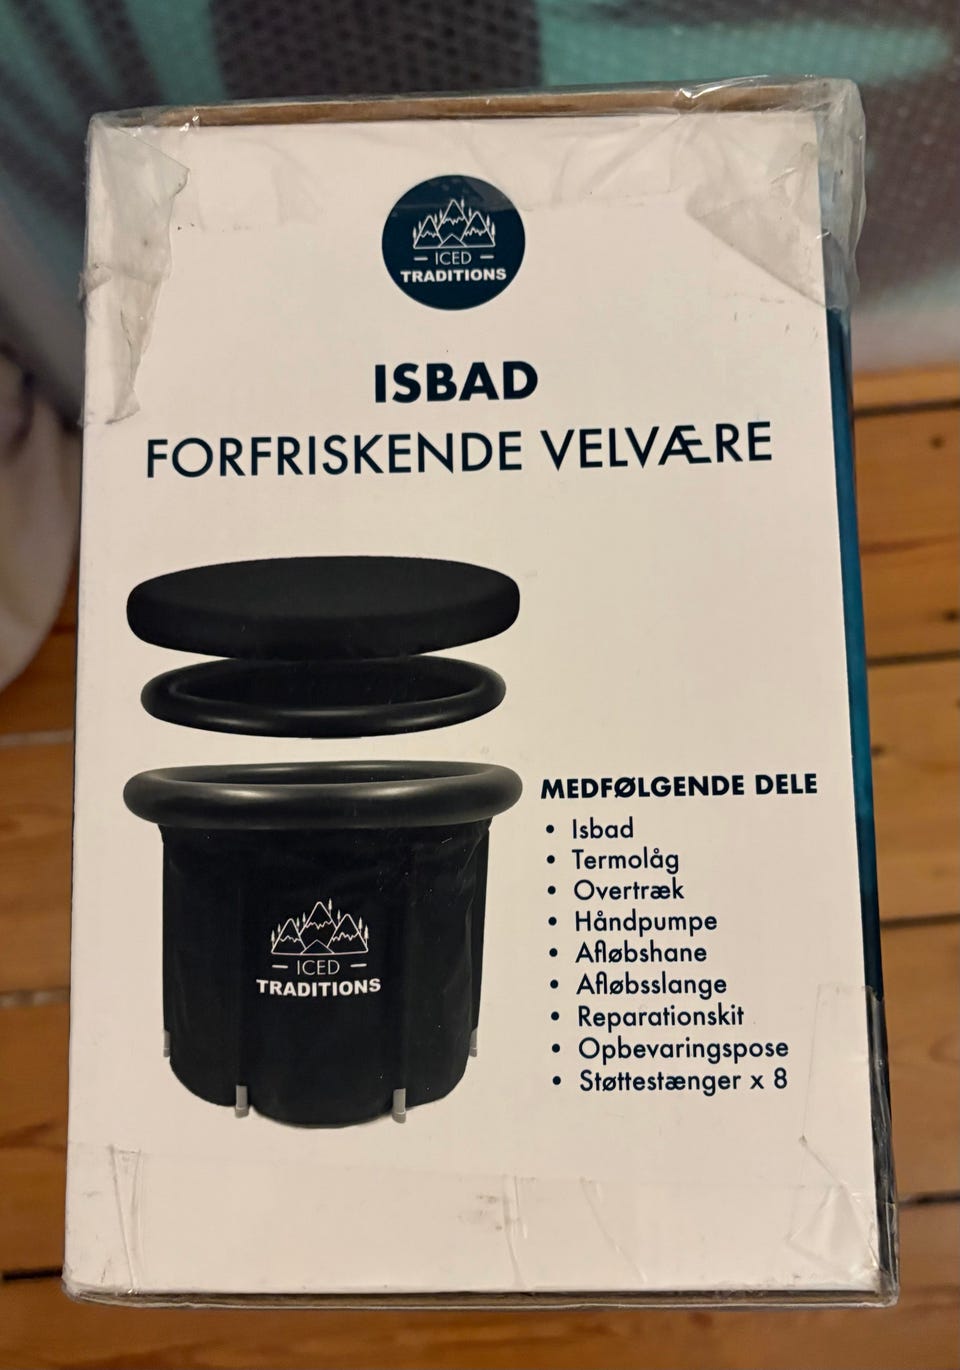 ICED
TRADITIONS
ISBAD
FORFRISKENDE VELVÆRE
MEDFØLGENDE DELE
• Isbad
• Termolåg
• Overtræk
• Håndpumpe
• Afløbshane
• Afløbsslange
• Reparationskit
• Opbevaringspose
• Støttestænger x 8
ICED
TRADITIONS